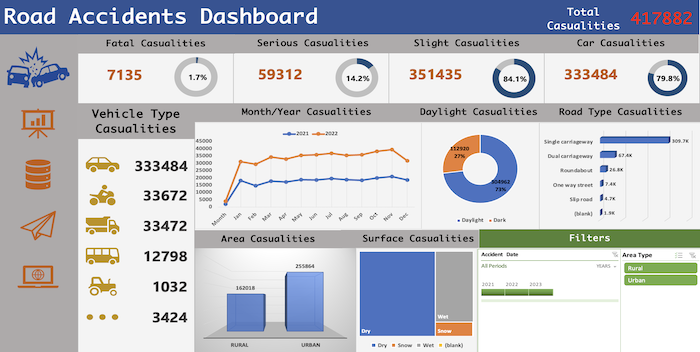 Road Accidents Dashboard
Total
Casualities
417882
Fatal Casualities
7135
1.7%
Serious Casualities
59312
14.2%
Slight Casualities
351435
84.1%
Car Casualities
333484
79.8%
Vehicle Type
Casualities
333484
33672
33472
12798
1032
3424
Month/Year Casualities
2021
2022
45000
40000
35000
30000
25000
20000
15000
10000
5000
0
Month
Jan
Feb
Mar
Apr
May
Jun
Jul
Aug
Sep
Oct
Nov
Dec
Daylight Casualities
112920
27%
304962
73%
Daylight
Dark
Road Type Casualities
Single carriageway
309.7K
Dual carriageway
67.4K
Roundabout
26.8K
One way street
7.4K
Slip road
4.7K
(blank)
1.9K
Area Casualities
162018
255864
RURAL
URBAN
Surface Casualities
Dry
Wet
Snow
Dry
Snow
Wet
(blank)
Filters
Accident Date
All Periods
YEARS
2021
2022
2023
Area Type
Rural
Urban